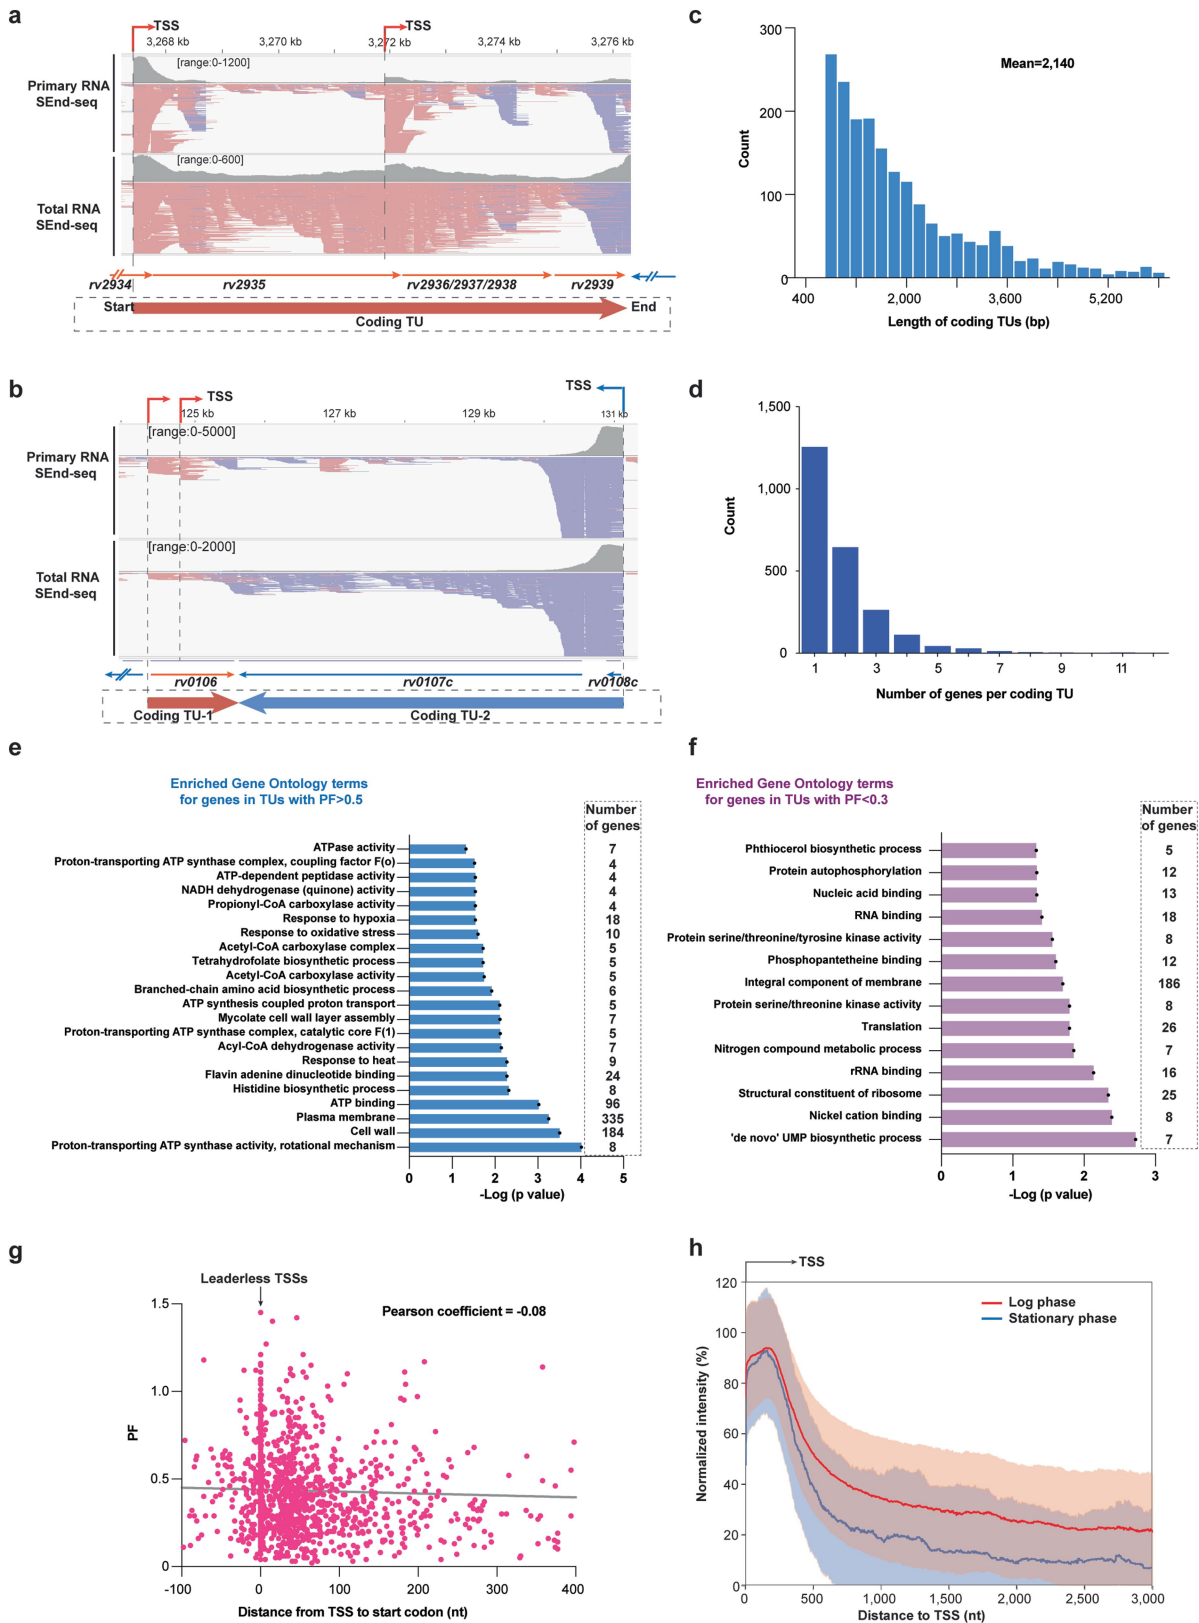 a
TSS
TSS
3,268 kb
3,270 kb
3,272 kb
3,274 kb
3,276 kb
[range:0-1200]
Primary RNA
SEnd-seq
[range:0-600]
Total RNA
SEnd-seq
rv2934
rv2935
rv2936/2937/2938
rv2939
Start
End
Coding TU
b
TSS
TSS
125 kb
127 kb
129 kb
131 kb
[range:0-5000]
Primary RNA
SEnd-seq
[range:0-2000]
Total RNA
SEnd-seq
rv0106
rv0107c
rv0108c
Coding TU-1
Coding TU-2
c
300
200
100
0
Count
Mean=2,140
400
2,000
3,600
5,200
Length of coding TUs (bp)
d
1,500
1,000
500
0
Count
1
3
5
7
9
11
Number of genes per coding TU
e
Enriched Gene Ontology terms
for genes in TUs with PF>0.5
Number
of genes
ATPase activity 7
Proton-transporting ATP synthase complex, coupling factor F(o) 4
ATP-dependent peptidase activity 4
NADH dehydrogenase (quinone) activity 4
Propionyl-CoA carboxylase activity 4
Response to hypoxia 18
Response to oxidative stress 10
Acetyl-CoA carboxylase complex 5
Tetrahydrofolate biosynthetic process 5
Acetyl-CoA carboxylase activity 5
Branched-chain amino acid biosynthetic process 6
ATP synthesis coupled proton transport 5
Mycolate cell wall layer assembly 7
Proton-transporting ATP synthase complex, catalytic core F(1) 5
Acyl-CoA dehydrogenase activity 7
Response to heat 9
Flavin adenine dinucleotide binding 24
Histidine biosynthetic process 8
ATP binding 96
Plasma membrane 335
Cell wall 184
Proton-transporting ATP synthase activity, rotational mechanism 8
0 1 2 3 4 5
-Log (p value)
f
Enriched Gene Ontology terms
for genes in TUs with PF<0.3
Number
of genes
Phthiocerol biosynthetic process 5
Protein autophosphorylation 12
Nucleic acid binding 13
RNA binding 18
Protein serine/threonine/tyrosine kinase activity 8
Phosphopantetheine binding 12
Integral component of membrane 186
Protein serine/threonine kinase activity 8
Translation 26
Nitrogen compound metabolic process 7
rRNA binding 16
Structural constituent of ribosome 25
Nickel cation binding 8
'de novo' UMP biosynthetic process 7
0 1 2 3
-Log (p value)
g
Leaderless TSSs
Pearson coefficient = -0.08
1.5
1.0
0.5
0
PF
-100 0 100 200 300 400
Distance from TSS to start codon (nt)
h
TSS
120
100
80
60
40
20
0
Normalized intensity (%)
Log phase
Stationary phase
0 500 1,000 1,500 2,000 2,500 3,000
Distance to TSS (nt)